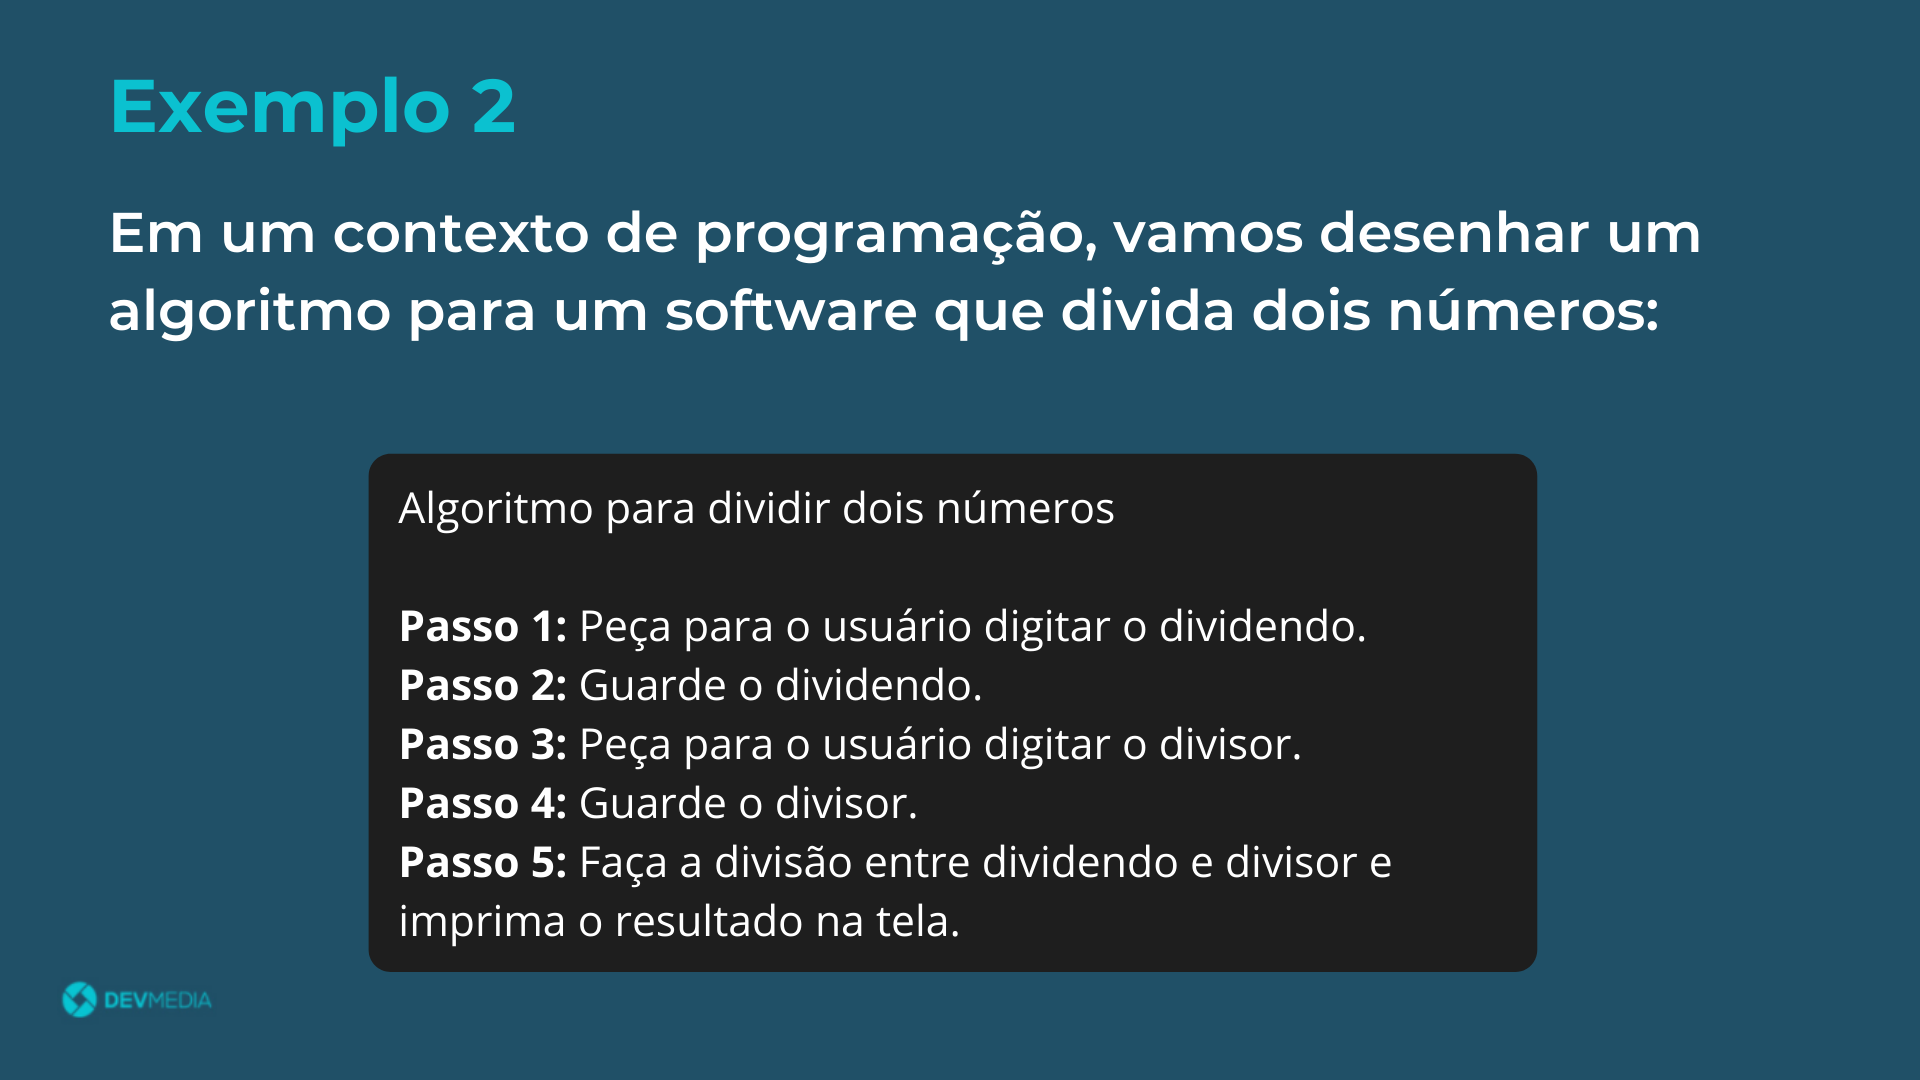 Exemplo 2
Em um contexto de programação, vamos desenhar um
algoritmo para um software que divida dois números:
Algoritmo para dividir dois números
Passo 1: Peça para o usuário digitar o dividendo.
Passo 2: Guarde o dividendo.
Passo 3: Peça para o usuário digitar o divisor.
Passo 4: Guarde o divisor.
Passo 5: Faça a divisão entre dividendo e divisor e
imprima o resultado na tela.
DEVMEDIA